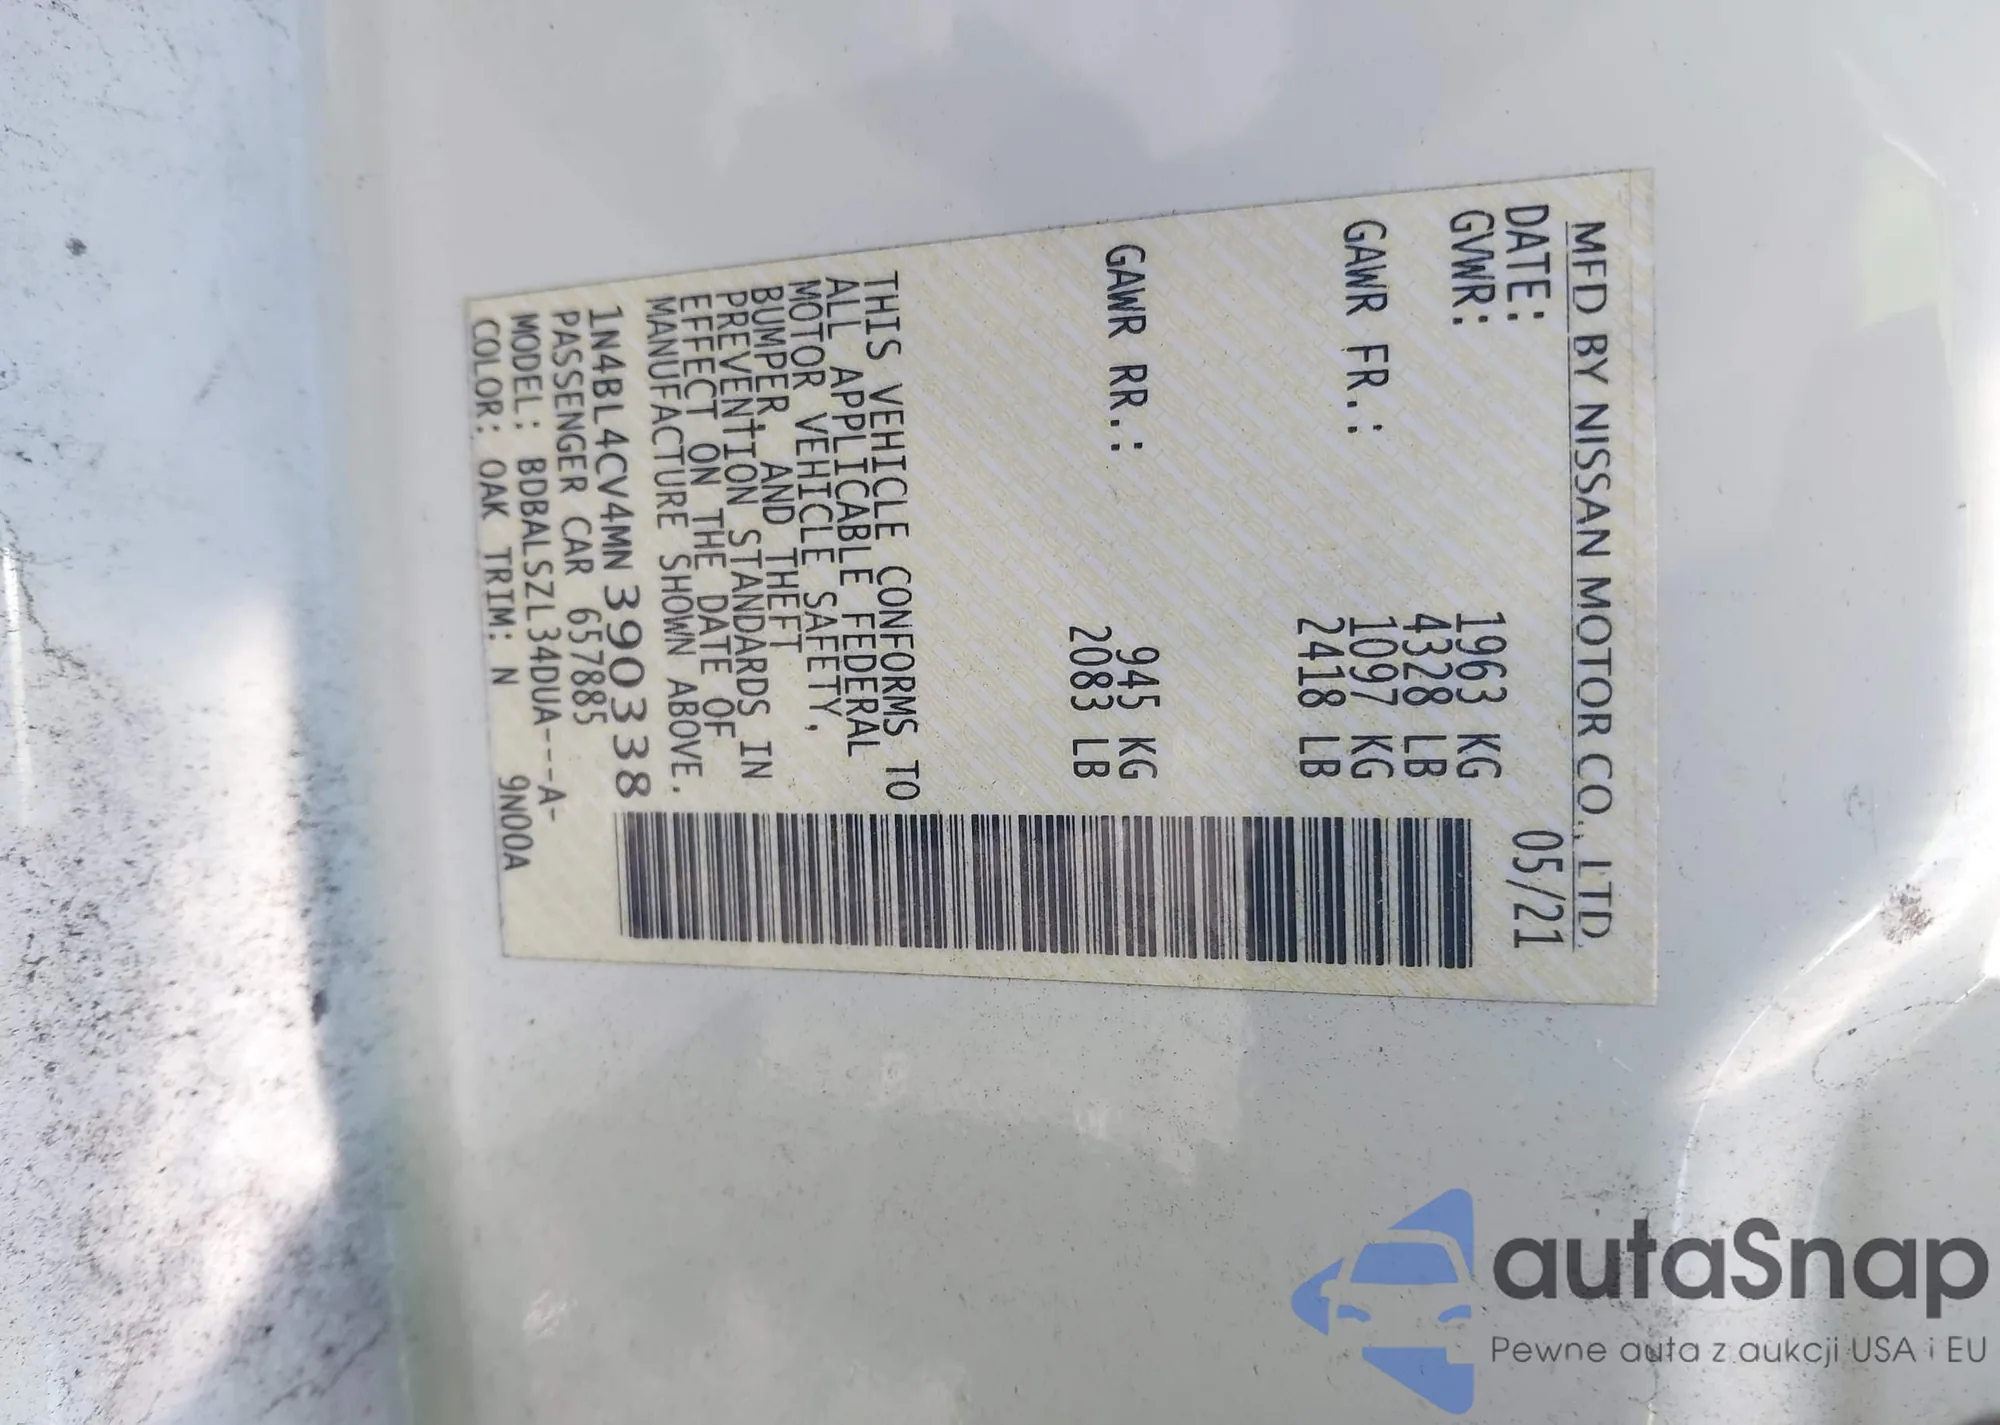 MFD BY NISSAN MOTOR CO., LTD.
DATE: 05/21
GVWR: 1963 KG
4328 LB
GAWR FR.: 1097 KG
2418 LB
GAWR RR.: 945 KG
2083 LB
THIS VEHICLE CONFORMS TO
ALL APPLICABLE FEDERAL
MOTOR VEHICLE SAFETY,
BUMPER, AND THEFT
PREVENTION STANDARDS IN
EFFECT ON THE DATE OF
MANUFACTURE SHOWN ABOVE.
1N4BL4CV4MN390338
PASSENGER CAR 657885
MODEL: BDBALSZL34DUA---A-
COLOR: OAK TRIM: N 9N00A
autaSnap
Pewne auta z aukcji USA i EU